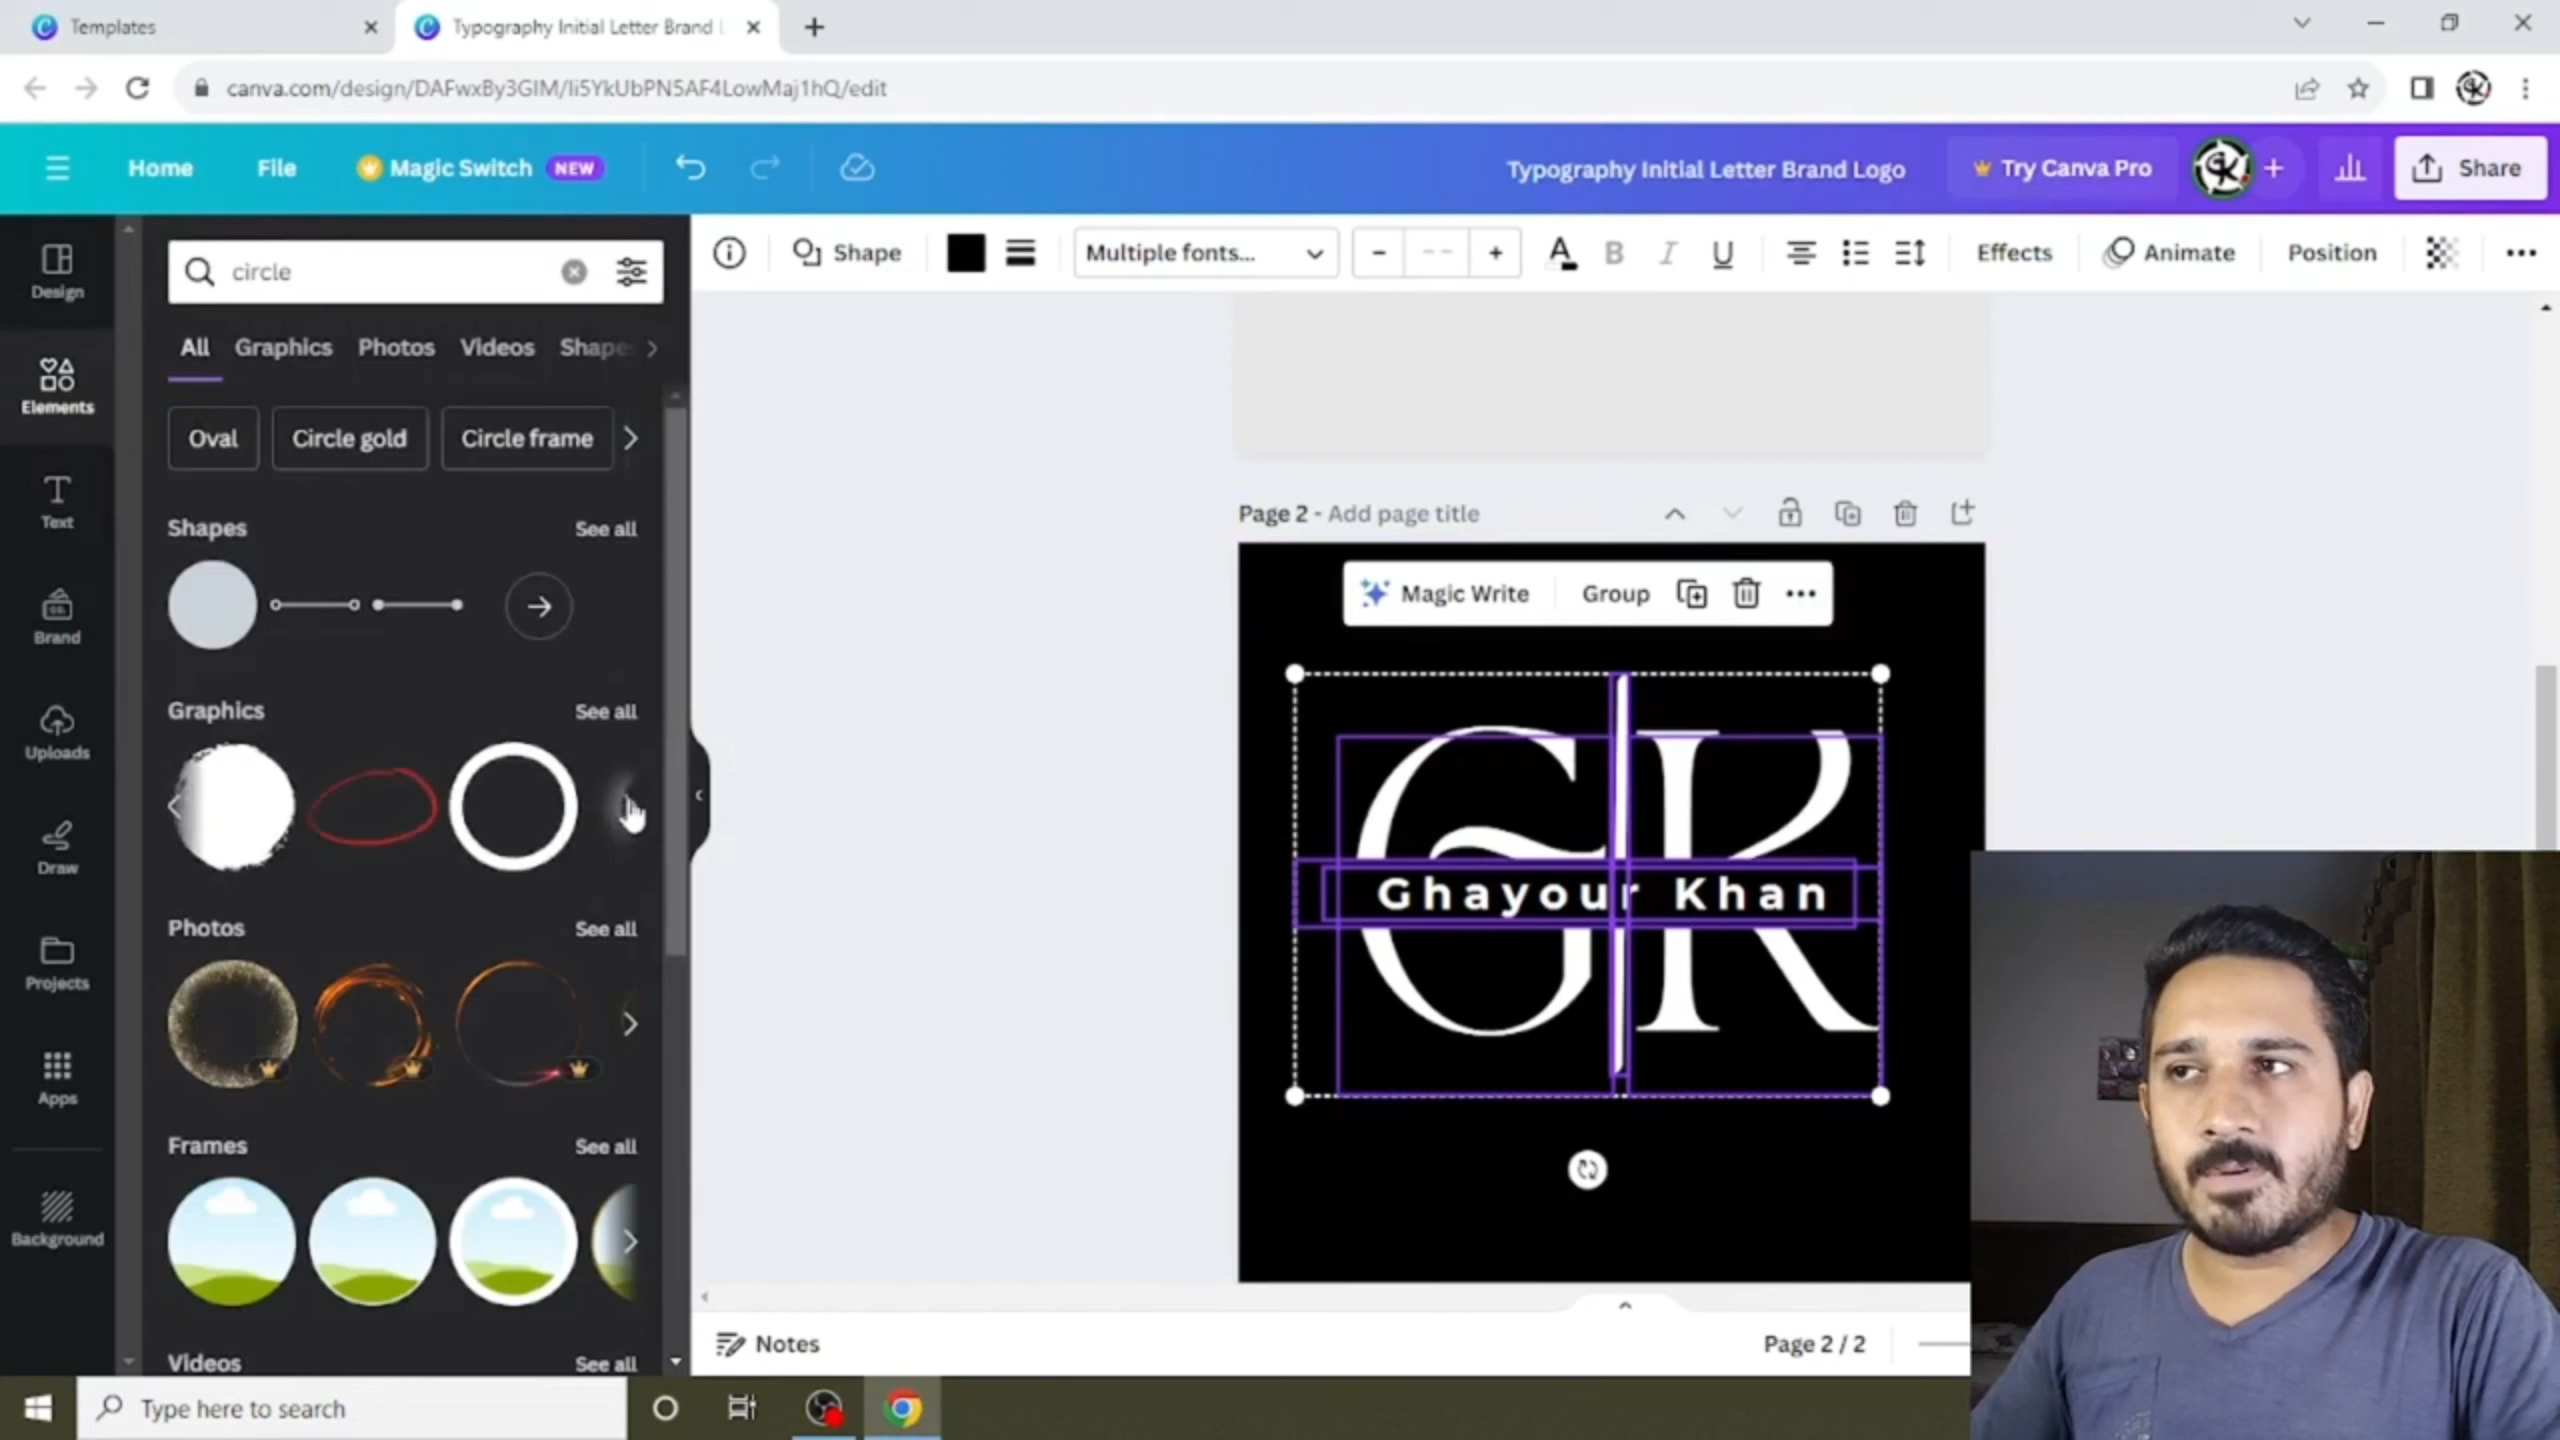 Templates
Typography Initial Letter Brand L
canva.com/design/DAFwxBy3GIM/Ii5YkUbPN5AF4LowMaj1hQ/edit
Home File Magic Switch NEW Typography Initial Letter Brand Logo Try Canva Pro Share
circle
Shape Multiple fonts... A B I U Effects Animate Position
Design
Elements
Text
Brand
Uploads
Draw
Projects
Apps
Background
All Graphics Photos Videos Shape
Oval Circle gold Circle frame
Shapes See all
Graphics See all
Photos See all
Frames See all
Videos See all
Page 2 - Add page title
Magic Write Group
GK
Ghayour Khan
Notes Page 2 / 2
Type here to search